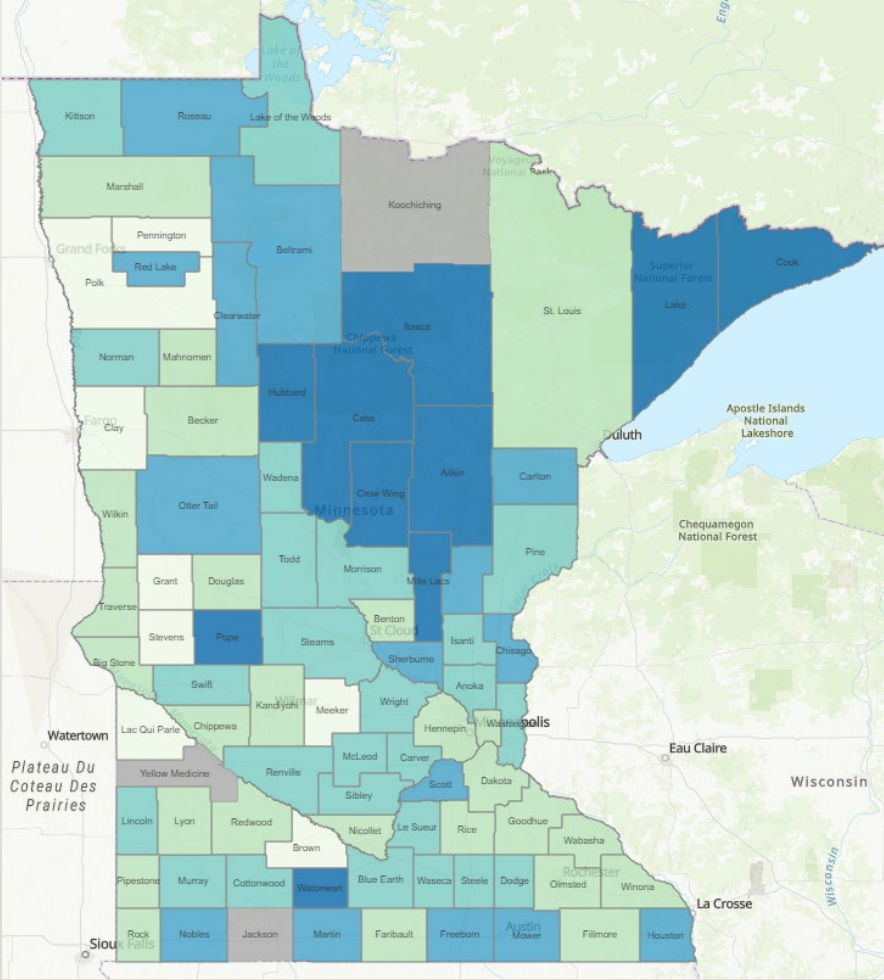 Eng
Lake of
the
Woods
Kittson
Roseau
Lake of the Woods
Voyageu
National Park
Marshall
Koochiching
Pennington
Grand Forks
Beltrami
Red Lake
Polk
Superior
National Forest
Cook
Lake
Clearwater
St. Louis
Itasca
Chippewa
National Forest
Norman
Mahnomen
Hubbard
Apostle Islands
National
Lakeshore
Cass
Becker
Fargo
Clay
Duluth
Aitkin
Wadena
Carlton
Crow Wing
Otter Tail
Minnesota
Wilkin
Chequamegon
National Forest
Pine
Todd
Morrison
Saint Croix
Grant
Douglas
Mille Lacs
Traverse
Benton
St Cloud
Stevens
Pope
Stearns
Isanti
Chisago
Sherburne
Big Stone
Swift
Anoka
Willmar
Wright
Kandiyohi
Meeker
Lac Qui Parle
Chippewa
Hennepin
Washington
polis
Watertown
Eau Claire
McLeod
Carver
Plateau Du
Coteau Des
Prairies
Yellow Medicine
Renville
Scott
Dakota
Wisconsin
Sibley
Lincoln
Lyon
Redwood
Nicollet
Le Sueur
Rice
Goodhue
Wabasha
Brown
Rochester
Pipestone
Murray
Cottonwood
Watonwan
Blue Earth
Waseca
Steele
Dodge
Olmsted
Winona
Wisconsin
La Crosse
Austin
Rock
Nobles
Jackson
Martin
Faribault
Freeborn
Mower
Fillmore
Houston
Sioux Falls